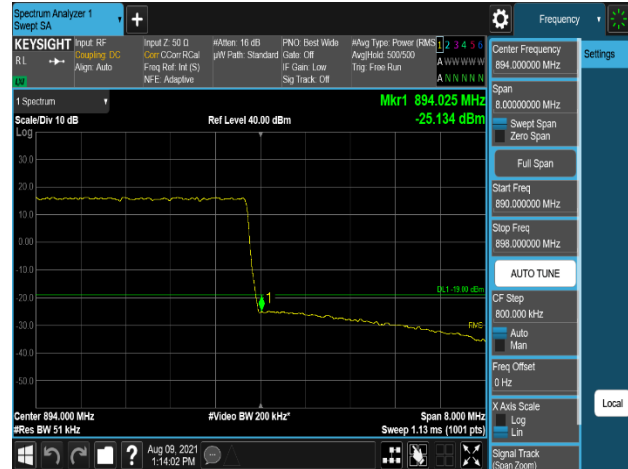 Spectrum Analyzer 1
Swept SA
Frequency
KEYSIGHT Input: RF Input Z: 50 Ω #Atten: 16 dB PNO: Best Wide #Avg Type: Power (RMS 1 2 3 4 5 6
RL Coupling: DC Corr CCorr RCal µW Path: Standard Gate: Off Avg|Hold: 500/500 A W W W W W
Align: Auto Freq Ref: Int (S) IF Gain: Low Trig: Free Run
NFE: Adaptive Sig Track: Off A N N N N N
1 Spectrum
Mkr1 894.025 MHz
Scale/Div 10 dB Ref Level 40.00 dBm -25.134 dBm
Log
30.0
20.0
10.0
0.00
-10.0
DL1 -19.00 dBm
-20.0
1
RMS
-30.0
-40.0
-50.0
Center 894.000 MHz #Video BW 200 kHz* Span 8.000 MHz
#Res BW 51 kHz Sweep 1.13 ms (1001 pts)
Aug 09, 2021
1:14:02 PM
Center Frequency
894.000000 MHz
Settings
Span
8.00000000 MHz
Swept Span
Zero Span
Full Span
Start Freq
890.000000 MHz
Stop Freq
898.000000 MHz
AUTO TUNE
CF Step
800.000 kHz
Auto
Man
Freq Offset
0 Hz
X Axis Scale
Log
Lin
Local
Signal Track
(Span Zoom)